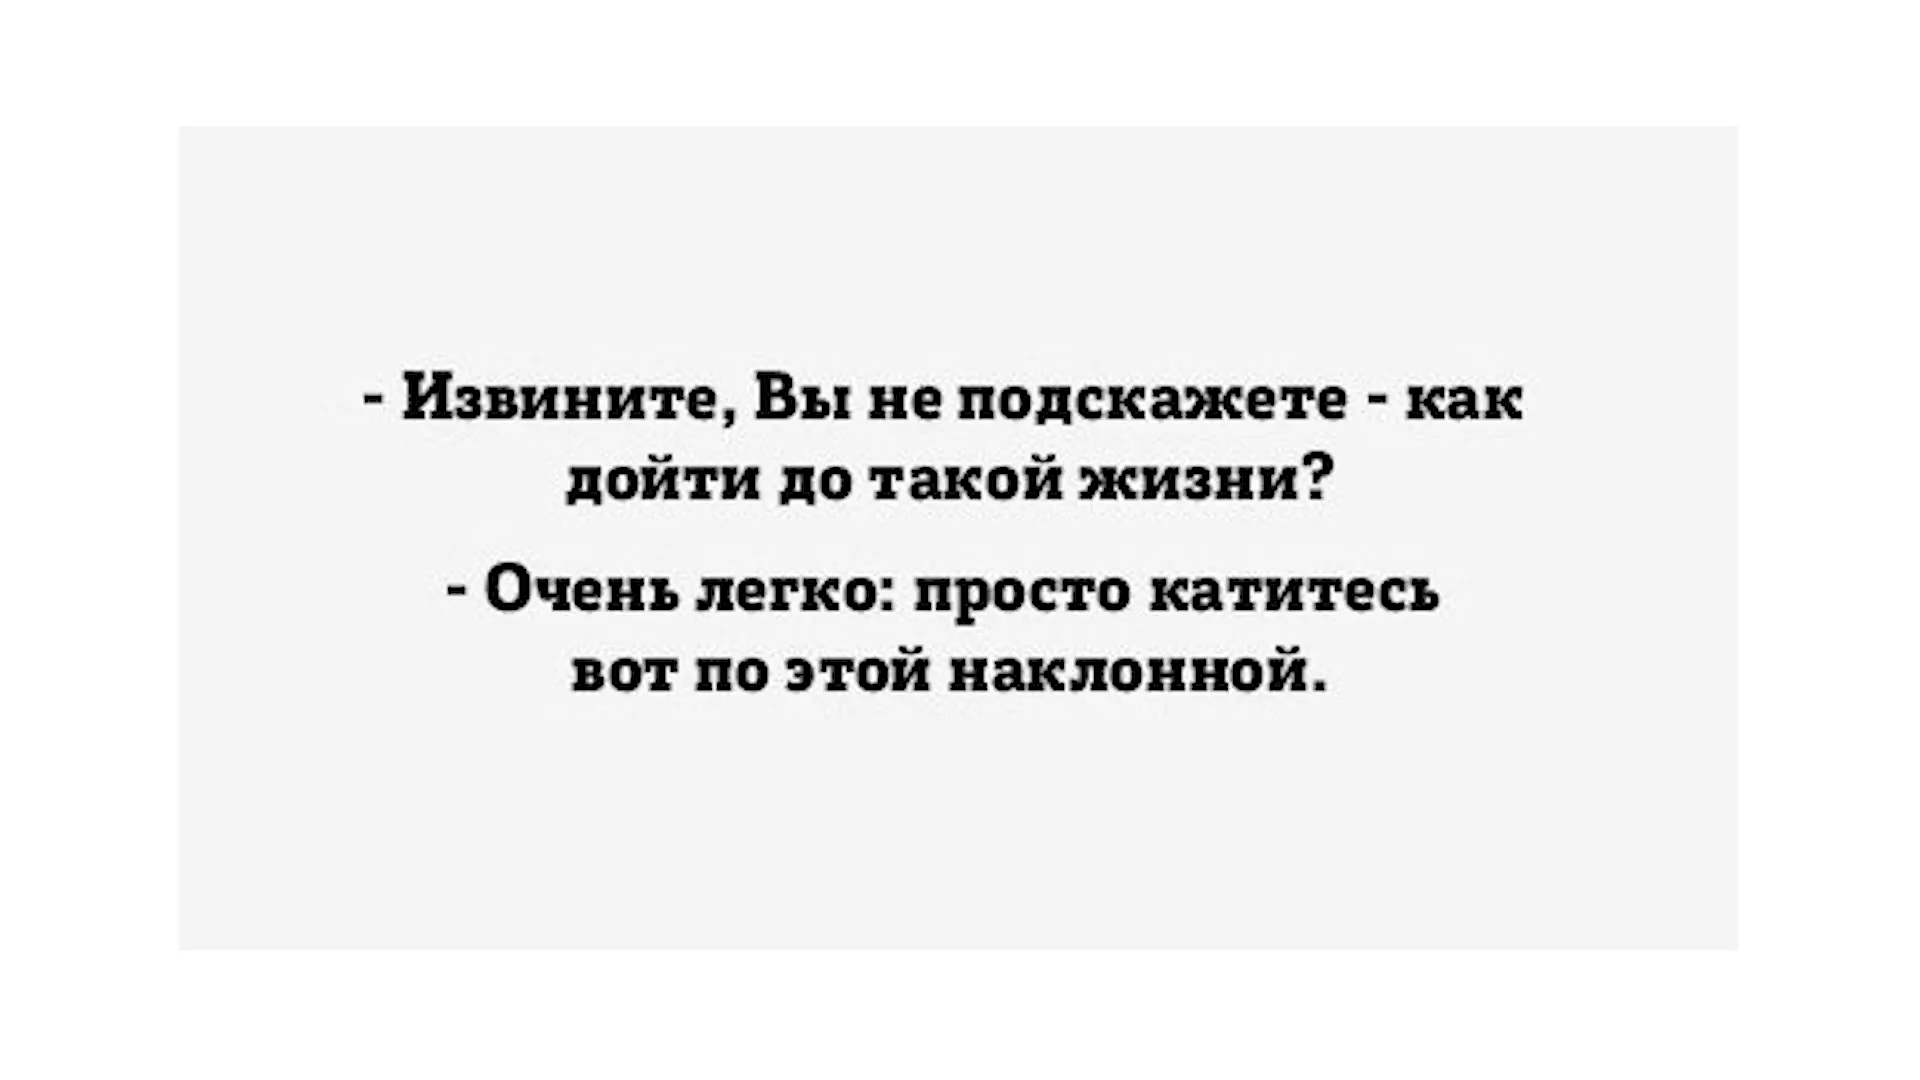 - Извините, Вы не подскажете - как
дойти до такой жизни?
- Очень легко: просто катитесь
вот по этой наклонной.